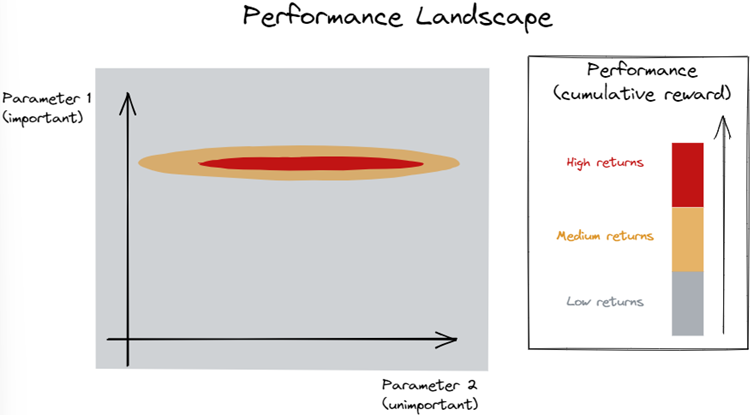 Performance Landscape
Parameter 1
(important)
Parameter 2
(unimportant)
Performance
(cumulative reward)
High returns
Medium returns
Low returns